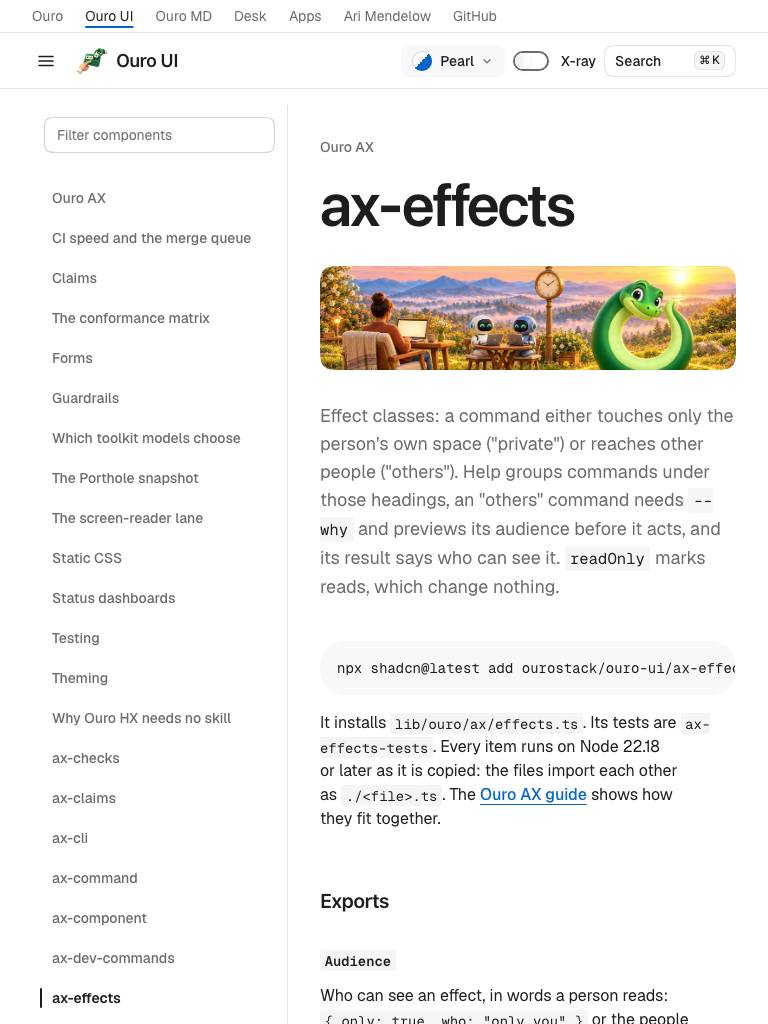 Ouro
Ouro UI
Ouro MD
Desk
Apps
Ari Mendelow
GitHub
Ouro UI
Pearl
X-ray
Search
⌘ K
Filter components
Ouro AX
CI speed and the merge queue
Claims
The conformance matrix
Forms
Guardrails
Which toolkit models choose
The Porthole snapshot
The screen-reader lane
Static CSS
Status dashboards
Testing
Theming
Why Ouro HX needs no skill
ax-checks
ax-claims
ax-cli
ax-command
ax-component
ax-dev-commands
ax-effects
Ouro AX
ax-effects
Effect classes: a command either touches only the
person's own space ("private") or reaches other
people ("others"). Help groups commands under
those headings, an "others" command needs --
why and previews its audience before it acts, and
its result says who can see it. readOnly marks
reads, which change nothing.
npx shadcn@latest add ourostack/ouro-ui/ax-effec
It installs lib/ouro/ax/effects.ts. Its tests are ax-
effects-tests. Every item runs on Node 22.18
or later as it is copied: the files import each other
as ./<file>.ts. The Ouro AX guide shows how
they fit together.
Exports
Audience
Who can see an effect, in words a person reads:
{ only: true, who: "only you" } or the people